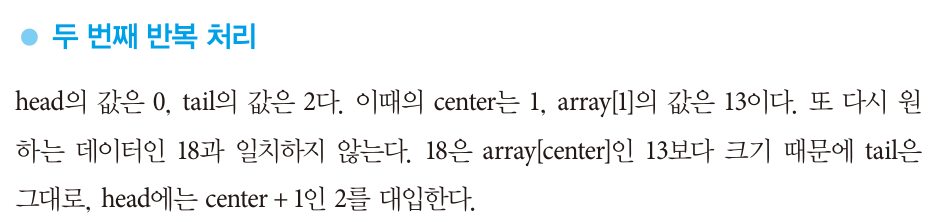 ● 두 번째 반복 처리
head의 값은 0, tail의 값은 2다. 이때의 center는 1, array[1]의 값은 13이다. 또 다시 원
하는 데이터인 18과 일치하지 않는다. 18은 array[center]인 13보다 크기 때문에 tail은
그대로, head에는 center + 1인 2를 대입한다.